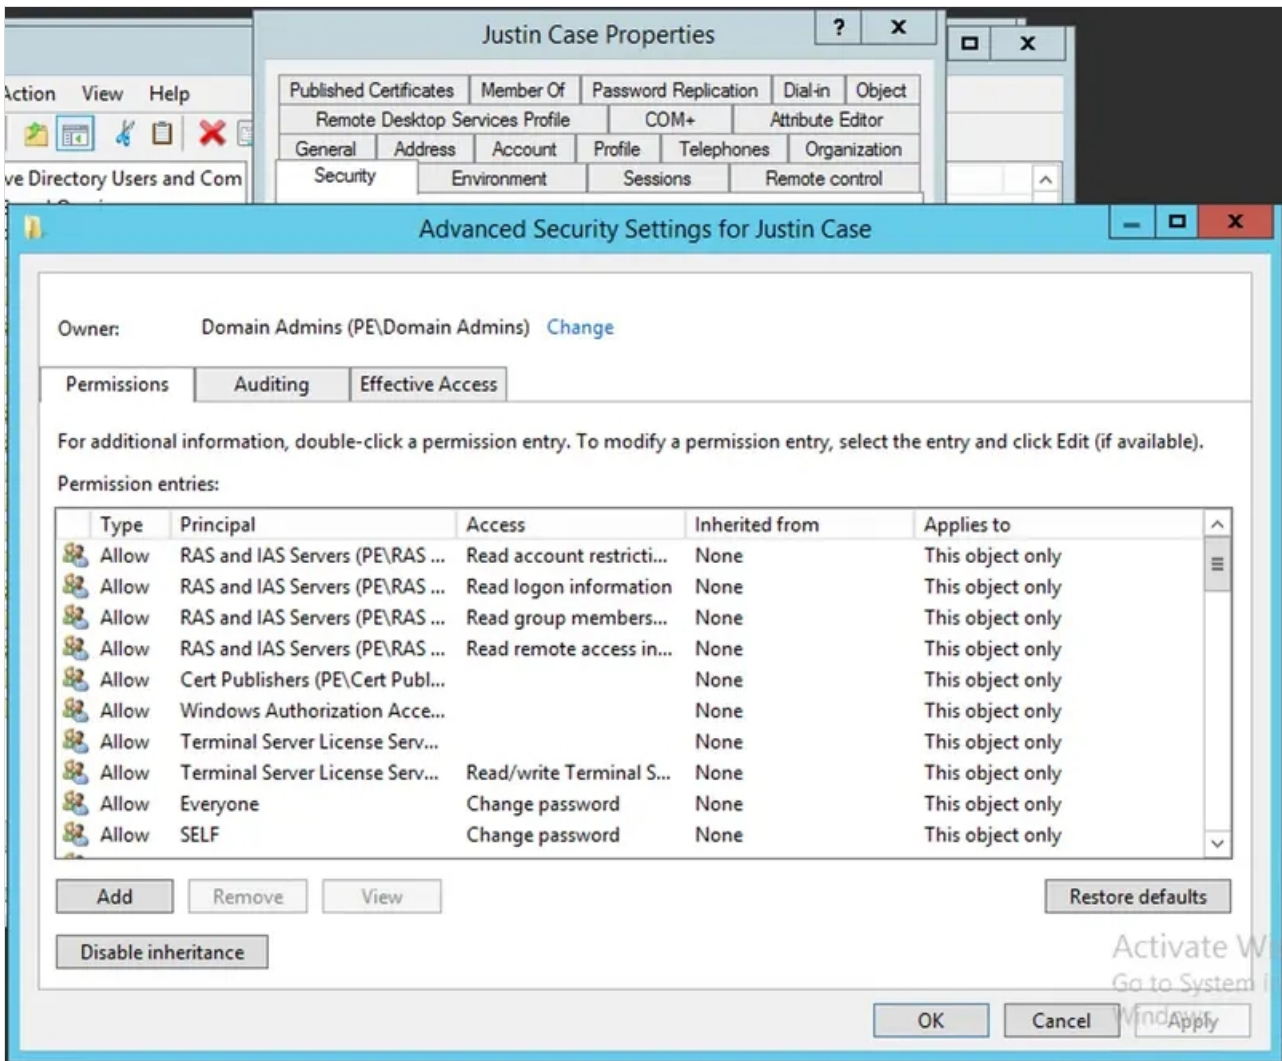 Justin Case Properties
? X
X
Action View Help
Published Certificates Member Of Password Replication Dial-in Object
Remote Desktop Services Profile COM+ Attribute Editor
General Address Account Profile Telephones Organization
Security Environment Sessions Remote control
ve Directory Users and Com
Advanced Security Settings for Justin Case
X
Owner: Domain Admins (PE\Domain Admins) Change
Permissions Auditing Effective Access
For additional information, double-click a permission entry. To modify a permission entry, select the entry and click Edit (if available).
Permission entries:
Type Principal Access Inherited from Applies to
Allow RAS and IAS Servers (PE\RAS ... Read account restricti... None This object only
Allow RAS and IAS Servers (PE\RAS ... Read logon information None This object only
Allow RAS and IAS Servers (PE\RAS ... Read group members... None This object only
Allow RAS and IAS Servers (PE\RAS ... Read remote access in... None This object only
Allow Cert Publishers (PE\Cert Publ... None This object only
Allow Windows Authorization Acce... None This object only
Allow Terminal Server License Serv... None This object only
Allow Terminal Server License Serv... Read/write Terminal S... None This object only
Allow Everyone Change password None This object only
Allow SELF Change password None This object only
Add Remove View Restore defaults
Disable inheritance
Activate Wi
Go to System i
Windows.
OK Cancel Apply